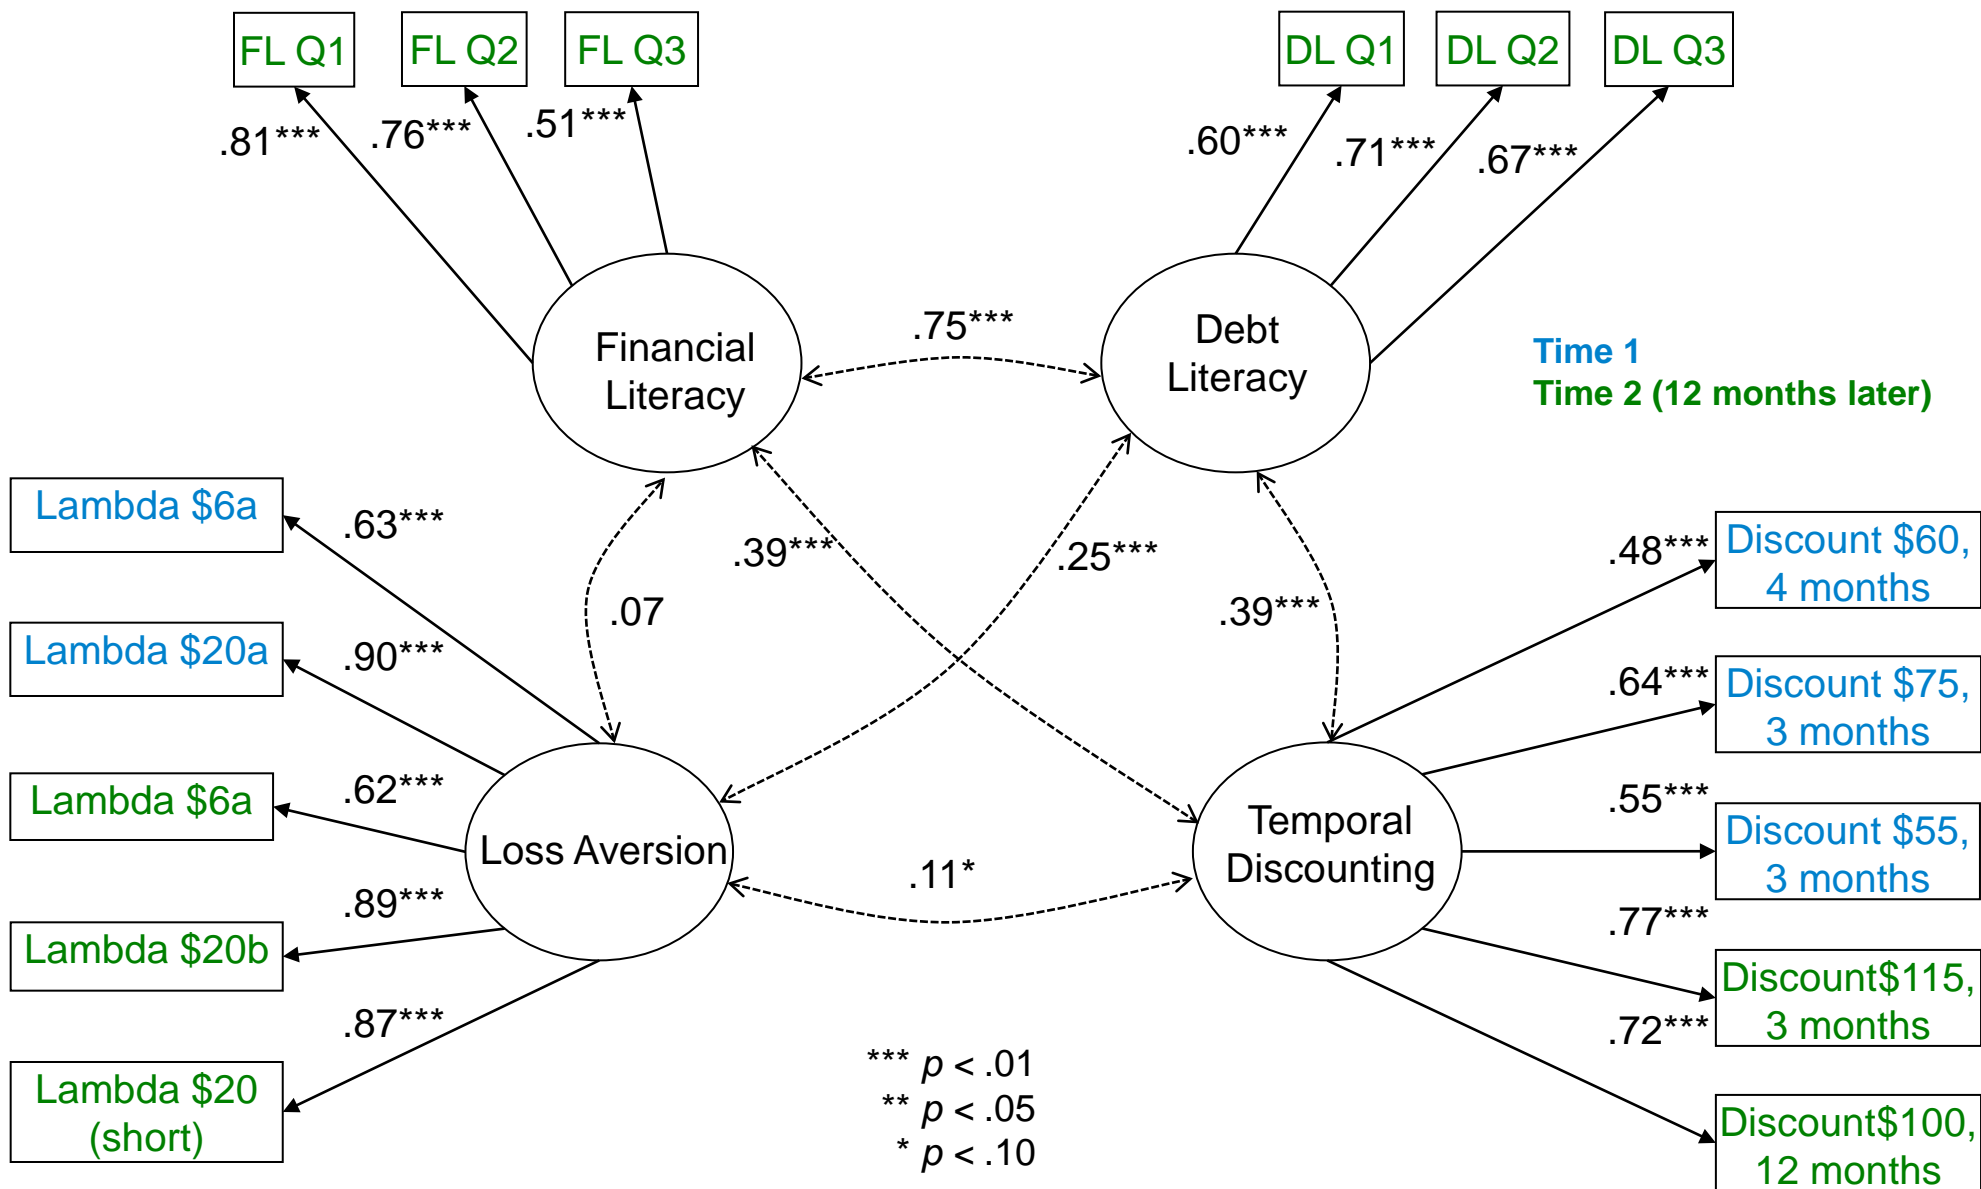 FL Q1
FL Q2
FL Q3
DL Q1
DL Q2
DL Q3
.81***
.76***
.51***
.60***
.71***
.67***
Financial
Literacy
.75***
Debt
Literacy
Time 1
Time 2 (12 months later)
Lambda $6a
.63***
.39***
.25***
.48***
Discount $60,
4 months
.07
.39***
Lambda $20a
.90***
.64***
Discount $75,
3 months
Lambda $6a
.62***
Loss Aversion
.11*
Temporal
Discounting
.55***
Discount $55,
3 months
Lambda $20b
.89***
.77***
Discount$115,
3 months
.87***
.72***
Lambda $20
(short)
*** p < .01
** p < .05
* p < .10
Discount$100,
12 months